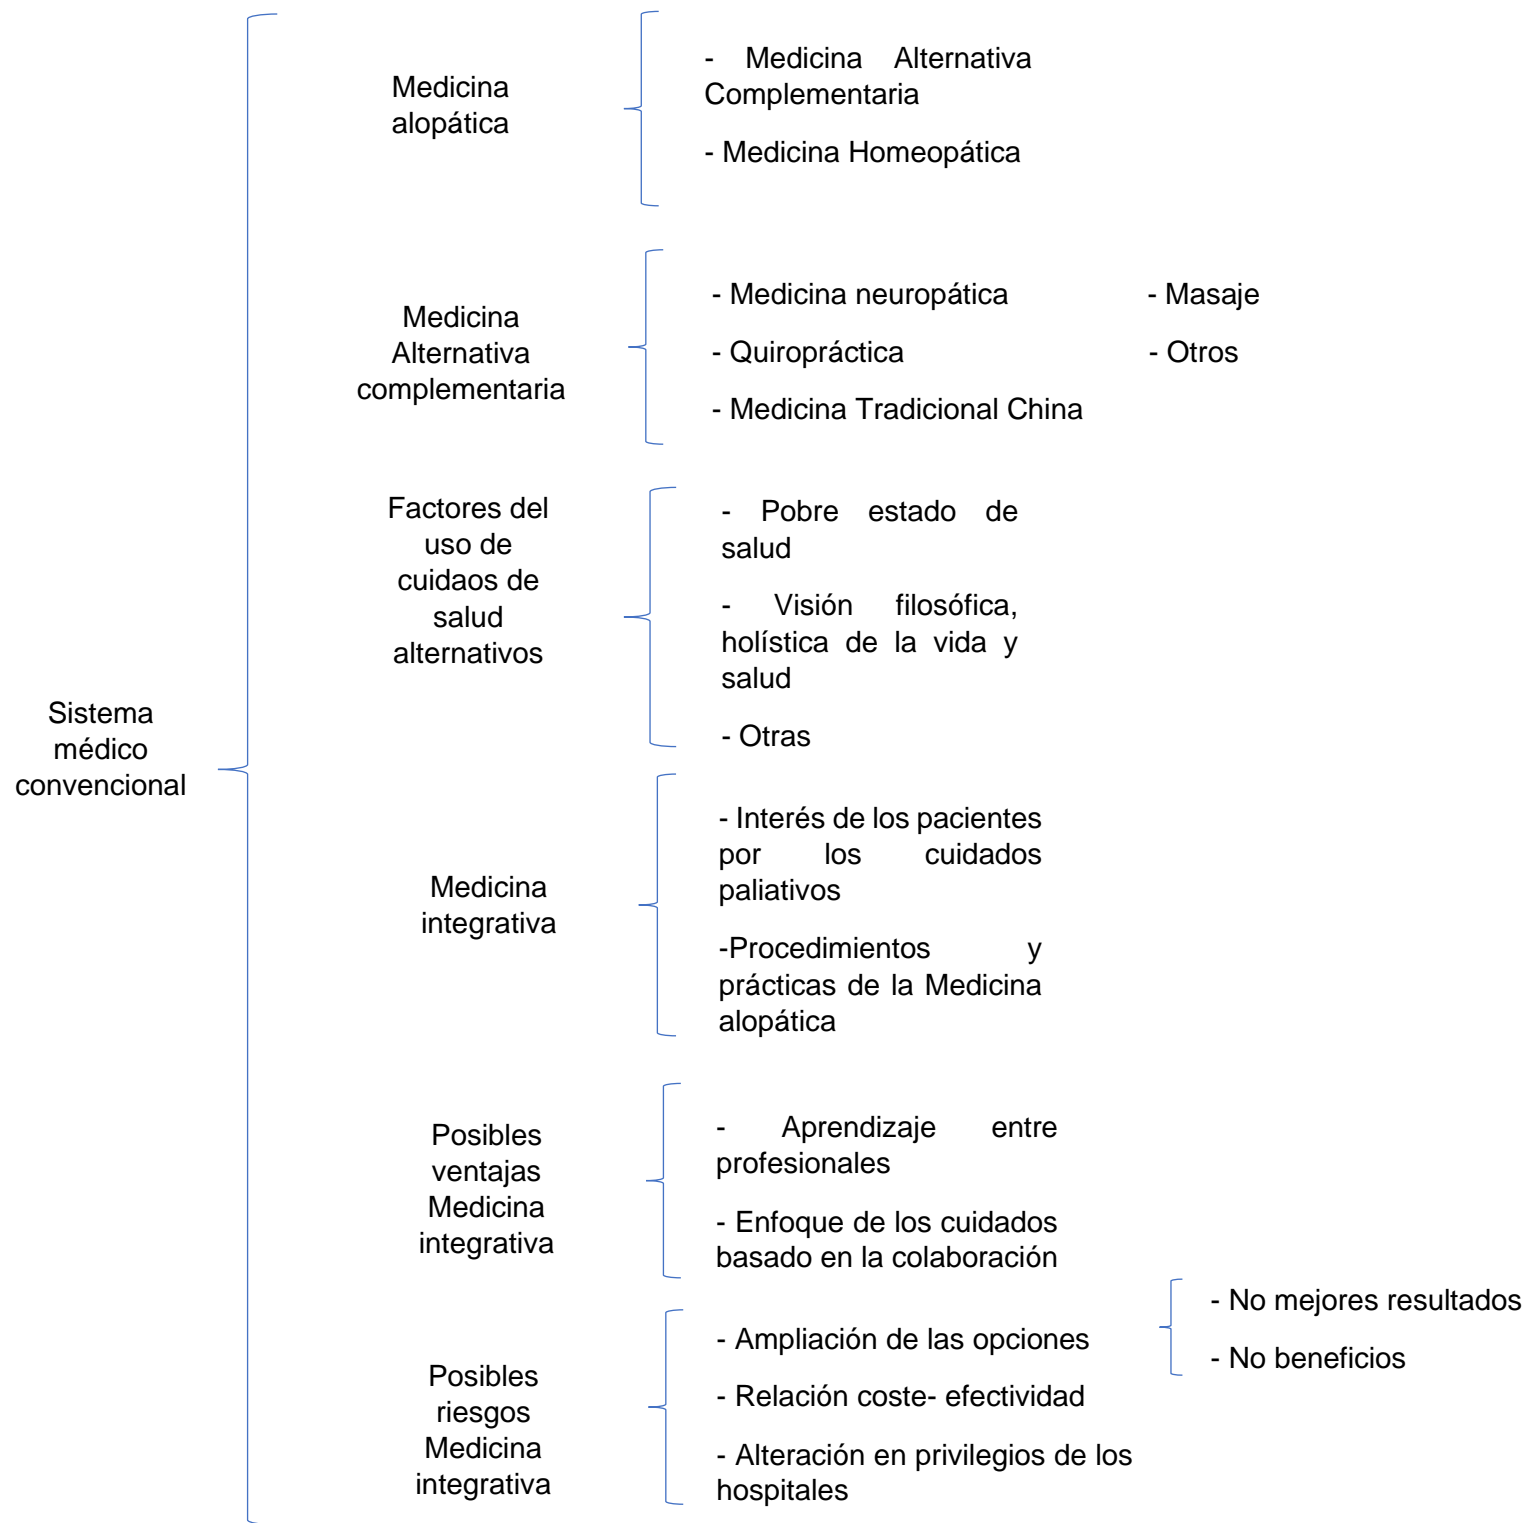 Sistema
médico
convencional
Medicina
alopática
- Medicina Alternativa
Complementaria
- Medicina Homeopática
Medicina
Alternativa
complementaria
- Medicina neuropática
- Quiropráctica
- Medicina Tradicional China
- Masaje
- Otros
Factores del
uso de
cuidaos de
salud
alternativos
- Pobre estado de
salud
- Visión filosófica,
holística de la vida y
salud
- Otras
Medicina
integrativa
- Interés de los pacientes
por los cuidados
paliativos
-Procedimientos y
prácticas de la Medicina
alopática
Posibles
ventajas
Medicina
integrativa
- Aprendizaje entre
profesionales
- Enfoque de los cuidados
basado en la colaboración
Posibles
riesgos
Medicina
integrativa
- Ampliación de las opciones
- No mejores resultados
- No beneficios
- Relación coste- efectividad
- Alteración en privilegios de los
hospitales